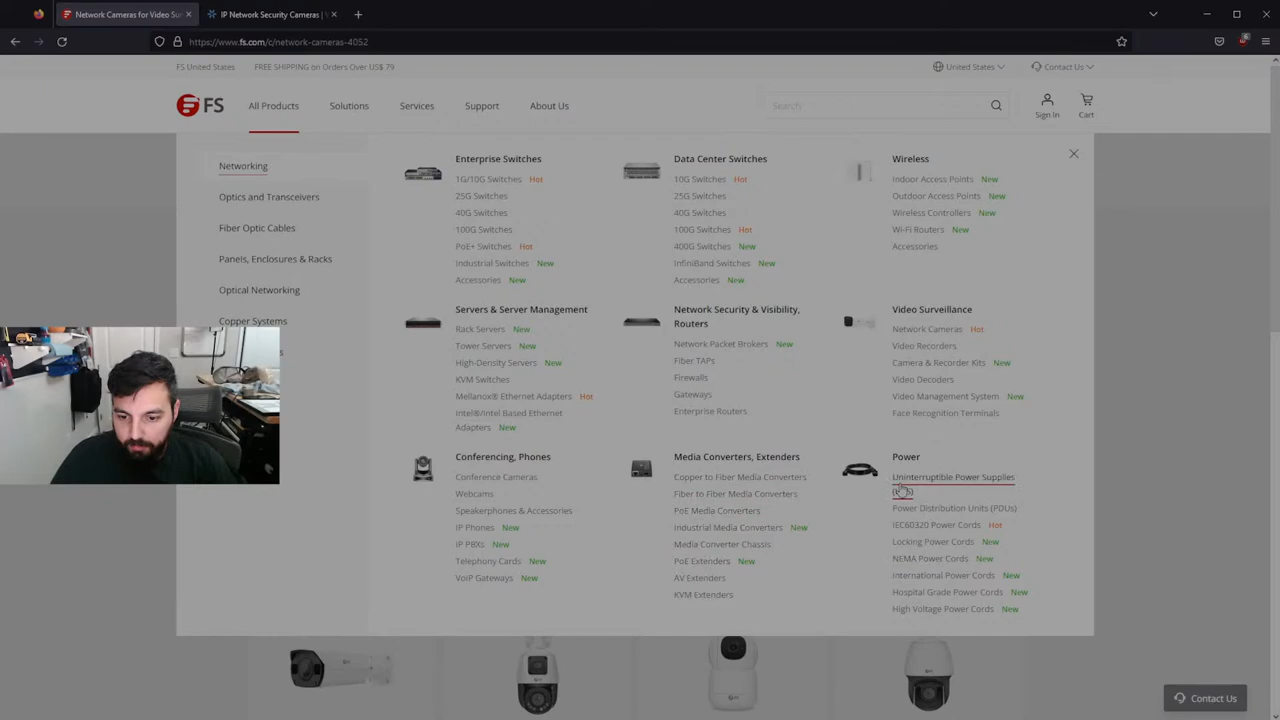 Network Cameras for Video Sur
IP Network Security Cameras |
https://www.fs.com/c/network-cameras-4052
6
FS United States
FREE SHIPPING on Orders Over US$ 79
United States
Contact Us
FS
All Products
Solutions
Services
Support
About Us
Search
Sign In
Cart
Networking
Optics and Transceivers
Fiber Optic Cables
Panels, Enclosures & Racks
Optical Networking
Copper Systems
Enterprise Switches
1G/10G Switches Hot
25G Switches
40G Switches
100G Switches
PoE+ Switches Hot
Industrial Switches New
Accessories New
Data Center Switches
10G Switches Hot
25G Switches
40G Switches
100G Switches Hot
400G Switches New
InfiniBand Switches New
Accessories New
Wireless
Indoor Access Points New
Outdoor Access Points New
Wireless Controllers New
Wi-Fi Routers New
Accessories
Servers & Server Management
Rack Servers New
Tower Servers New
High-Density Servers New
KVM Switches
Mellanox® Ethernet Adapters Hot
Intel®/Intel Based Ethernet
Adapters New
Network Security & Visibility,
Routers
Network Packet Brokers New
Fiber TAPs
Firewalls
Gateways
Enterprise Routers
Video Surveillance
Network Cameras Hot
Video Recorders
Camera & Recorder Kits New
Video Decoders
Video Management System New
Face Recognition Terminals
Conferencing, Phones
Conference Cameras
Webcams
Speakerphones & Accessories
IP Phones New
IP PBXs New
Telephony Cards New
VoIP Gateways New
Media Converters, Extenders
Copper to Fiber Media Converters
Fiber to Fiber Media Converters
PoE Media Converters
Industrial Media Converters New
Media Converter Chassis
PoE Extenders New
AV Extenders
KVM Extenders
Power
Uninterruptible Power Supplies
Power Distribution Units (PDUs)
IEC60320 Power Cords Hot
Locking Power Cords New
NEMA Power Cords New
International Power Cords New
Hospital Grade Power Cords New
High Voltage Power Cords New
Contact Us